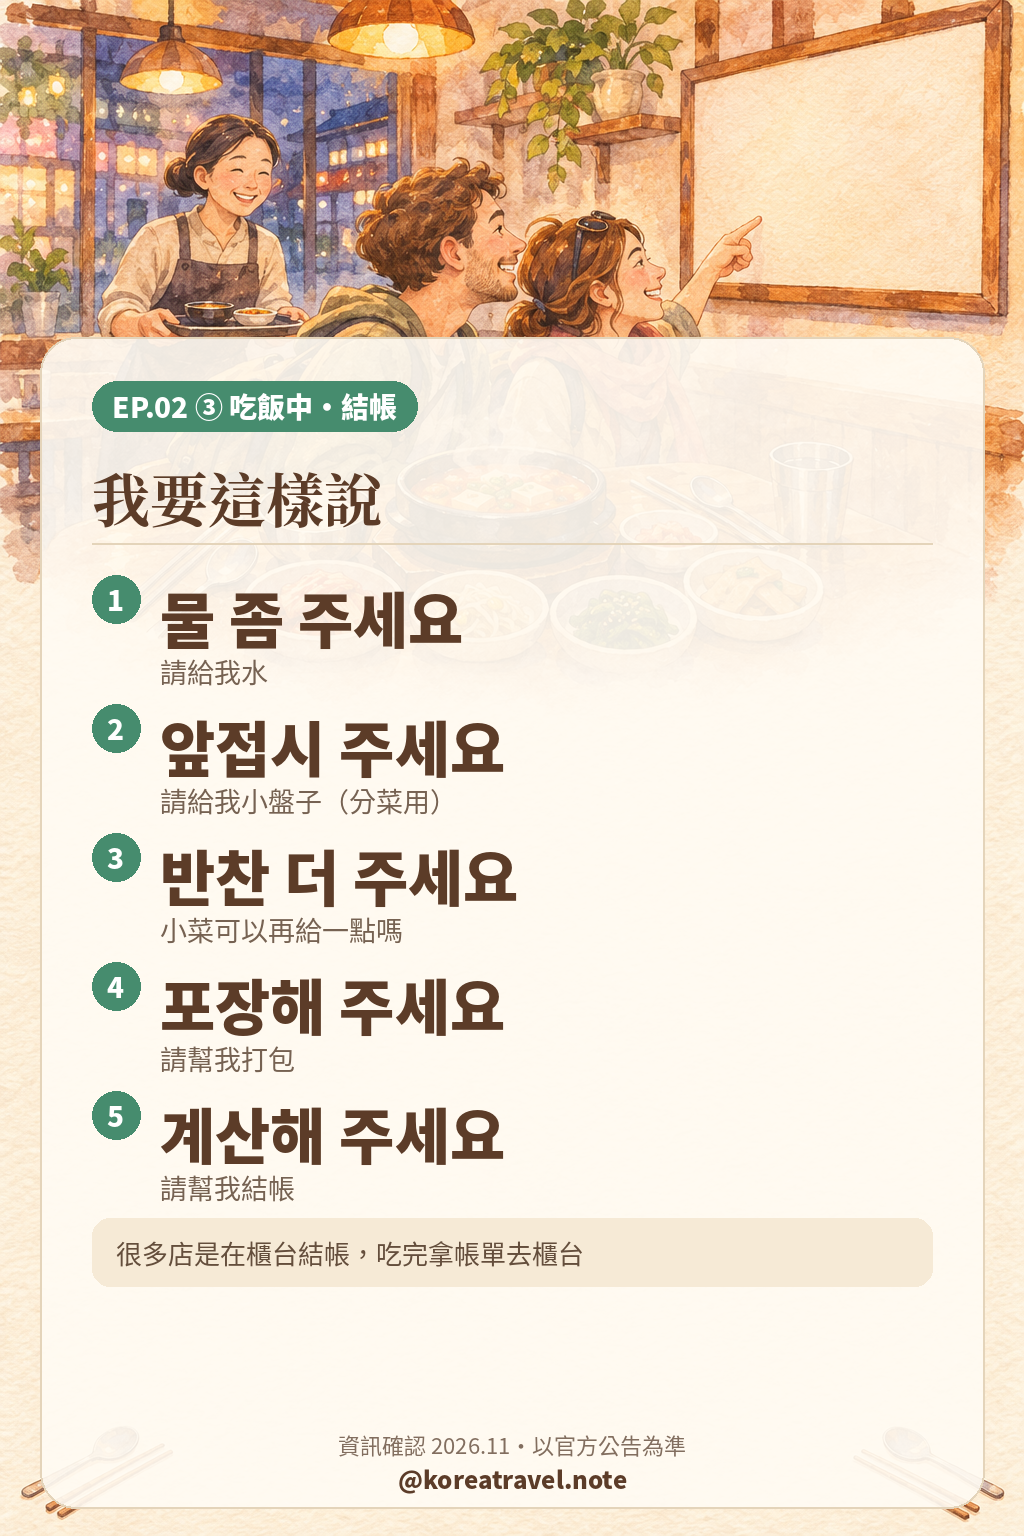 EP.02 ③ 吃飯中・結帳
我要這樣說
1 물 좀 주세요
請給我水
2 앞접시 주세요
請給我小盤子（分菜用）
3 반찬 더 주세요
小菜可以再給一點嗎
4 포장해 주세요
請幫我打包
5 계산해 주세요
請幫我結帳
很多店是在櫃台結帳，吃完拿帳單去櫃台
資訊確認 2026.11・以官方公告為準
@koreatravel.note